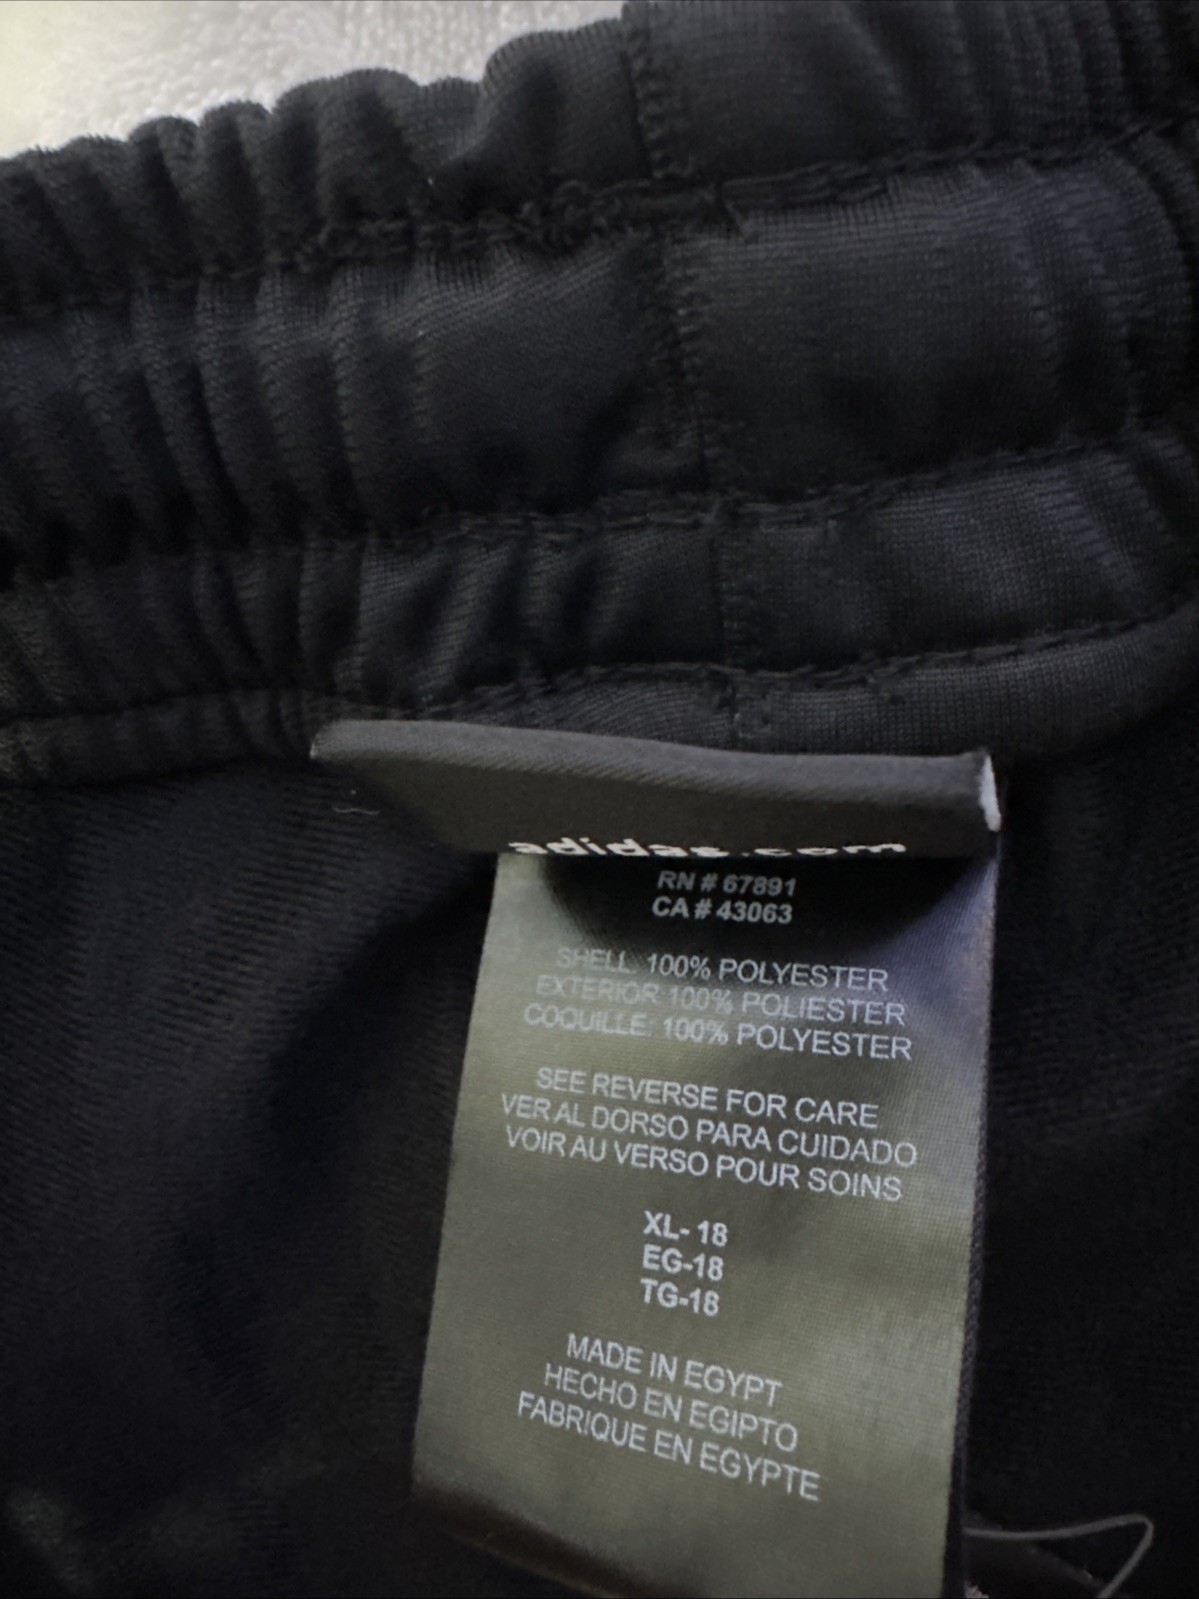 adidas.com
RN # 67891
CA # 43063
SHELL: 100% POLYESTER
EXTERIOR: 100% POLIESTER
COQUILLE: 100% POLYESTER
SEE REVERSE FOR CARE
VER AL DORSO PARA CUIDADO
VOIR AU VERSO POUR SOINS
XL- 18
EG-18
TG-18
MADE IN EGYPT
HECHO EN EGIPTO
FABRIQUE EN EGYPTE